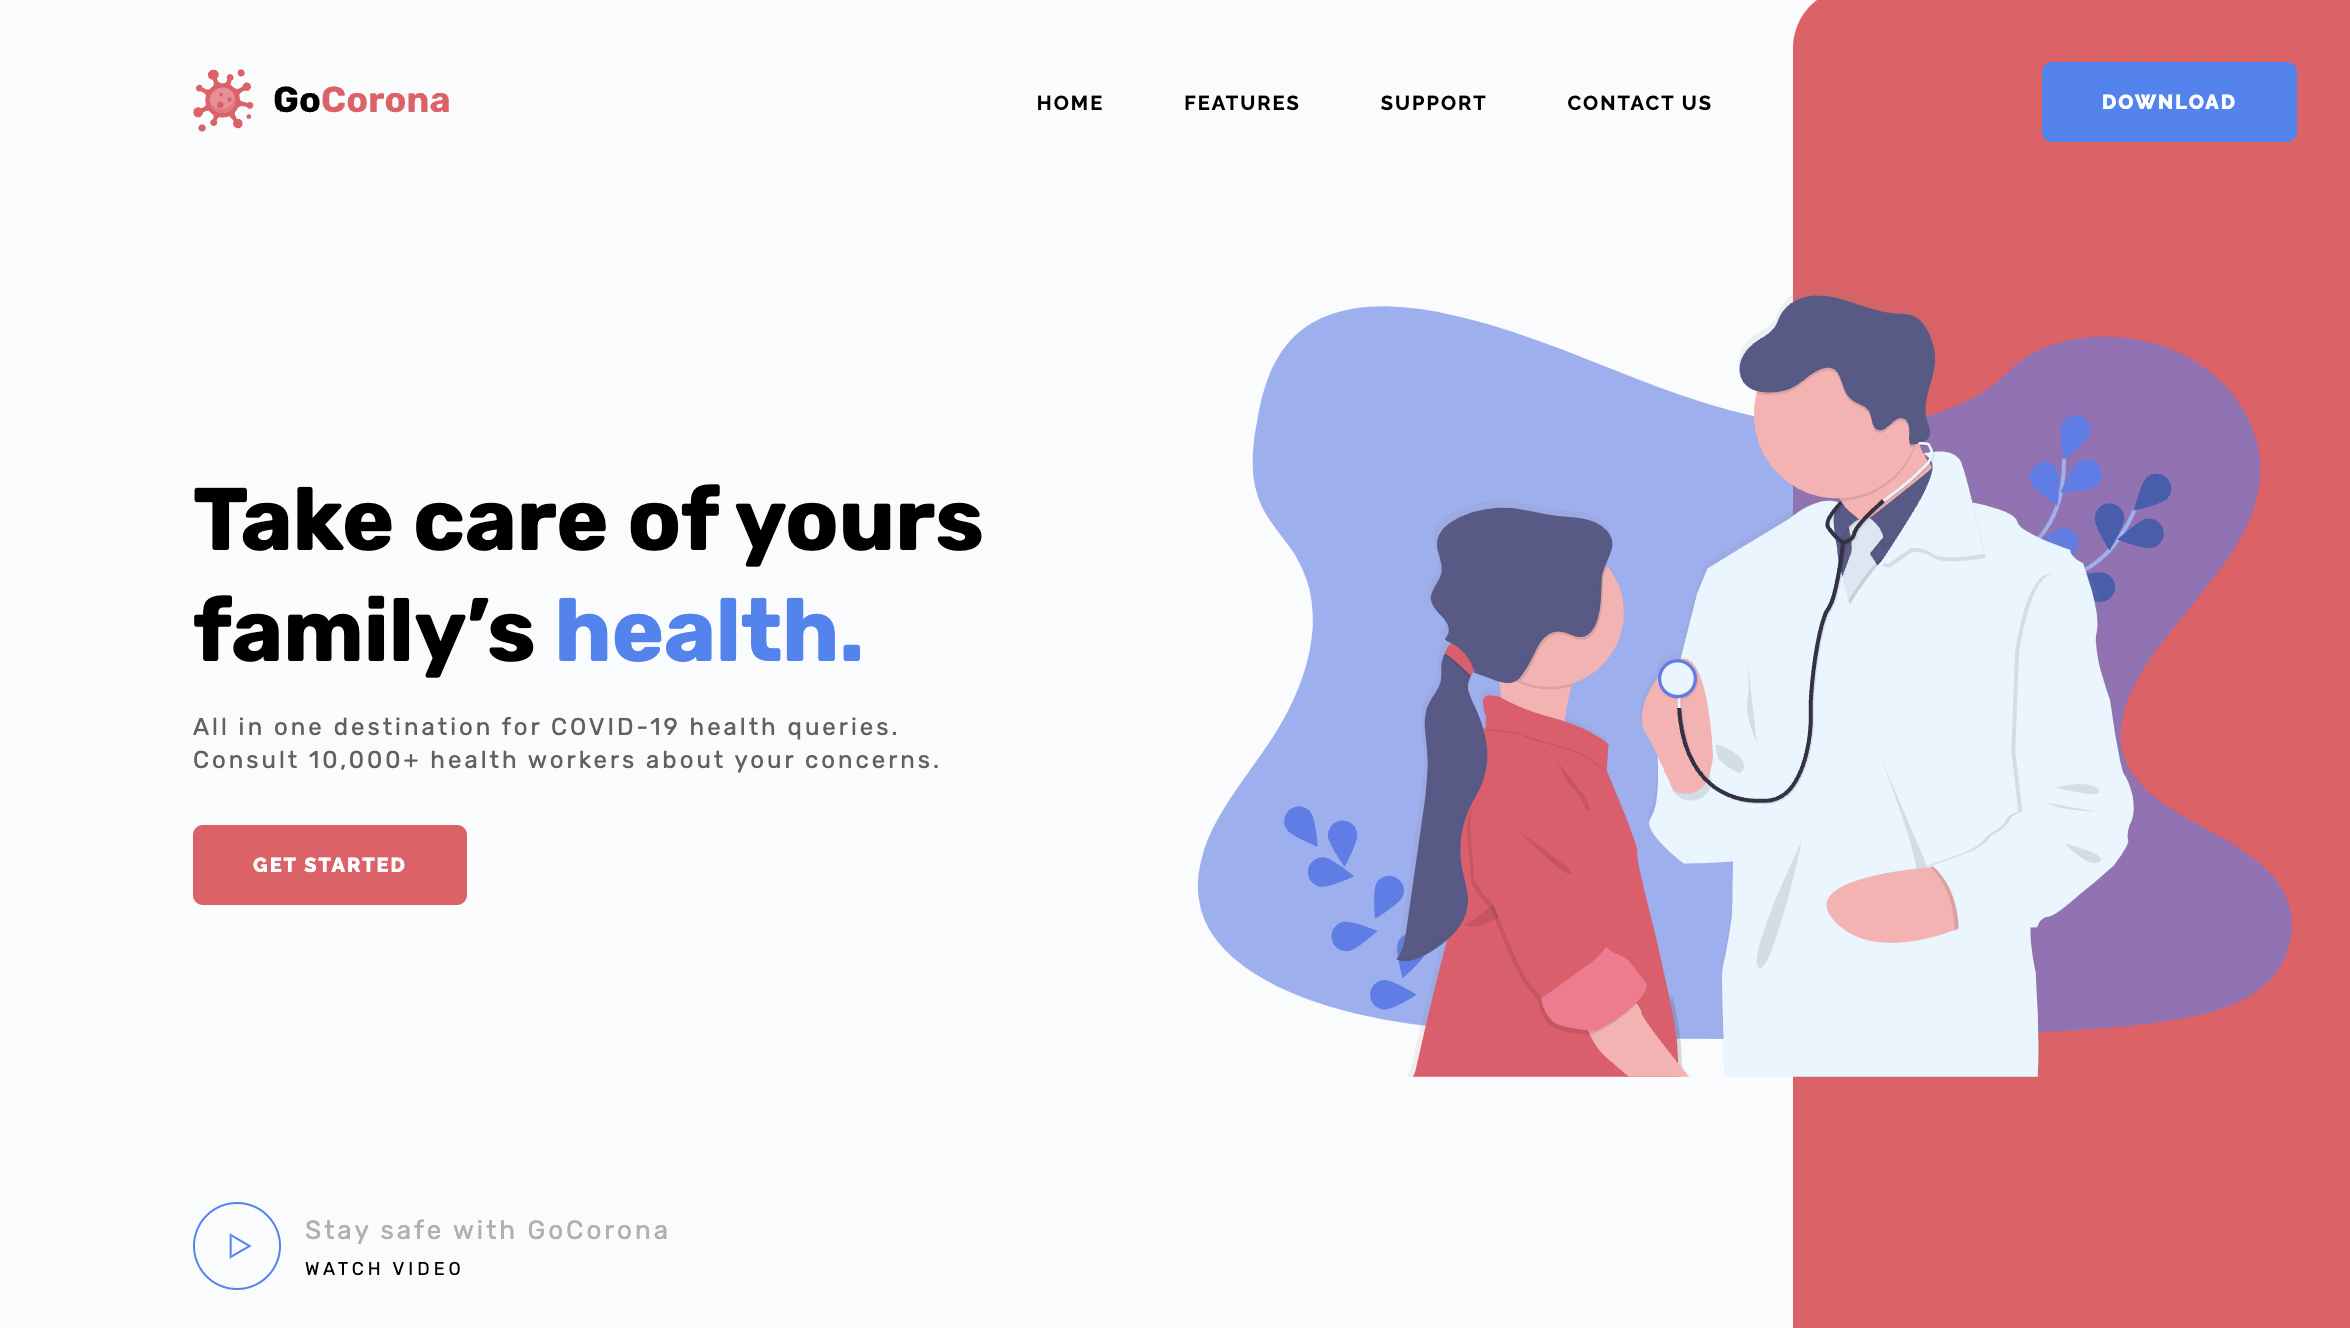 GoCorona
HOME FEATURES SUPPORT CONTACT US DOWNLOAD
Take care of yours
family’s health.
All in one destination for COVID-19 health queries.
Consult 10,000+ health workers about your concerns.
GET STARTED
Stay safe with GoCorona
WATCH VIDEO